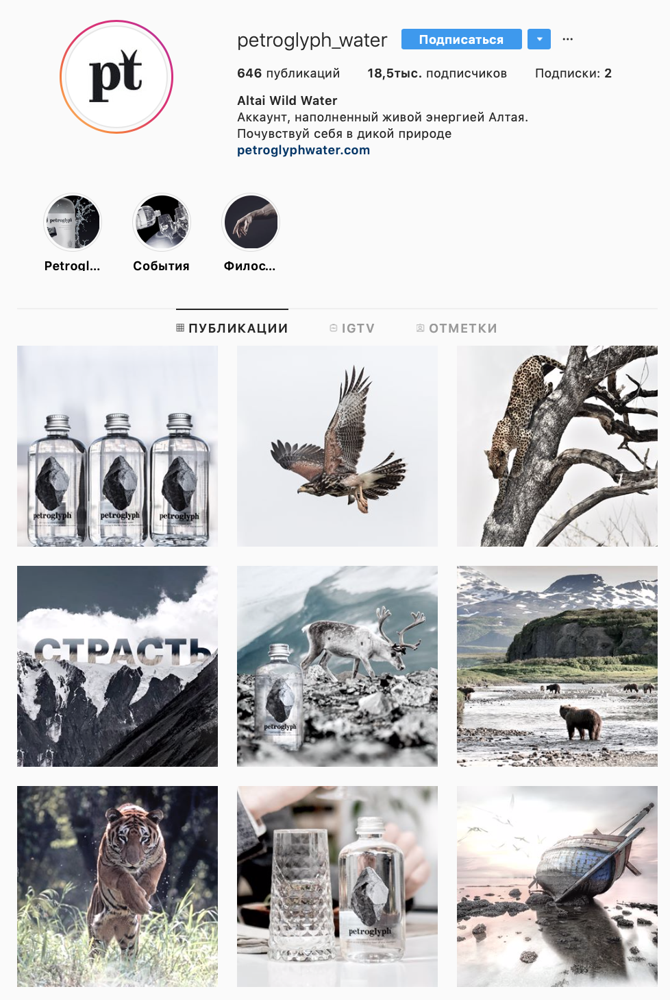 pt
petroglyph_water
Подписаться
646 публикаций 18,5тыс. подписчиков Подписки: 2
Altai Wild Water
Аккаунт, наполненный живой энергией Алтая.
Почувствуй себя в дикой природе
petroglyphwater.com
petroglyph
Petrogl...
События
Филос...
ПУБЛИКАЦИИ
IGTV
ОТМЕТКИ
petroglyph
petroglyph
petroglyph
СТРАСТЬ
petroglyph
petroglyph